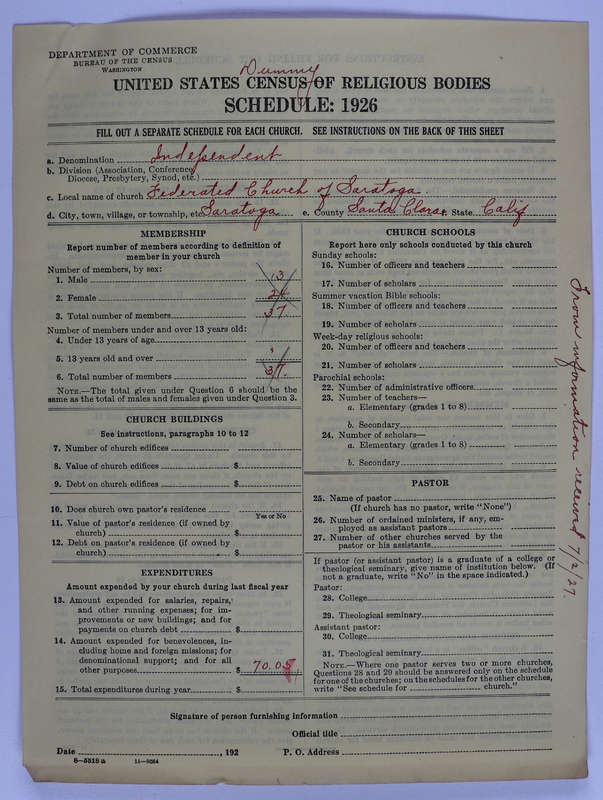 DEPARTMENT OF COMMERCE
BUREAU OF THE CENSUS
WASHINGTON
Dummy
UNITED STATES CENSUS OF RELIGIOUS BODIES
SCHEDULE: 1926
FILL OUT A SEPARATE SCHEDULE FOR EACH CHURCH. SEE INSTRUCTIONS ON THE BACK OF THIS SHEET
a. Denomination Independent
b. Division (Association, Conference,
Diocese, Presbytery, Synod, etc.)
c. Local name of church Federated Church of Saratoga.
d. City, town, village, or township, etc. Saratoga e. County Santa Clara State Calif
MEMBERSHIP
Report number of members according to definition of
member in your church
Number of members, by sex:
1. Male 13
2. Female 24
3. Total number of members 37
Number of members under and over 13 years old:
4. Under 13 years of age
5. 13 years old and over
6. Total number of members 37.
NOTE.—The total given under Question 6 should be the
same as the total of males and females given under Question 3.
CHURCH BUILDINGS
See instructions, paragraphs 10 to 12
7. Number of church edifices
8. Value of church edifices $
9. Debt on church edifices $
10. Does church own pastor's residence
Yes or No
11. Value of pastor's residence (if owned by
church) $
12. Debt on pastor's residence (if owned by
church) $
EXPENDITURES
Amount expended by your church during last fiscal year
13. Amount expended for salaries, repairs,
and other running expenses; for im-
provements or new buildings; and for
payments on church debt $
14. Amount expended for benevolences, in-
cluding home and foreign missions; for
denominational support; and for all
other purposes $ 70.08
15. Total expenditures during year $
CHURCH SCHOOLS
Report here only schools conducted by this church
Sunday schools:
16. Number of officers and teachers
17. Number of scholars
Summer vacation Bible schools:
18. Number of officers and teachers
19. Number of scholars
Week-day religious schools:
20. Number of officers and teachers
21. Number of scholars
Parochial schools:
22. Number of administrative officers
23. Number of teachers—
a. Elementary (grades 1 to 8)
b. Secondary
24. Number of scholars—
a. Elementary (grades 1 to 8)
b. Secondary
PASTOR
25. Name of pastor
(If church has no pastor, write "None")
26. Number of ordained ministers, if any, em-
ployed as assistant pastors
27. Number of other churches served by the
pastor or his assistants
If pastor (or assistant pastor) is a graduate of a college or
theological seminary, give name of institution below. (If
not a graduate, write "No" in the space indicated.)
Pastor:
28. College
29. Theological seminary
Assistant pastor:
30. College
31. Theological seminary
NOTE.—Where one pastor serves two or more churches,
Questions 28 and 29 should be answered only on the schedule
for one of the churches; on the schedules for the other churches,
write "See schedule for church."
From information received 7/2/27.
Signature of person furnishing information
Official title
Date , 192 P. O. Address
8—5518 a 11—9054